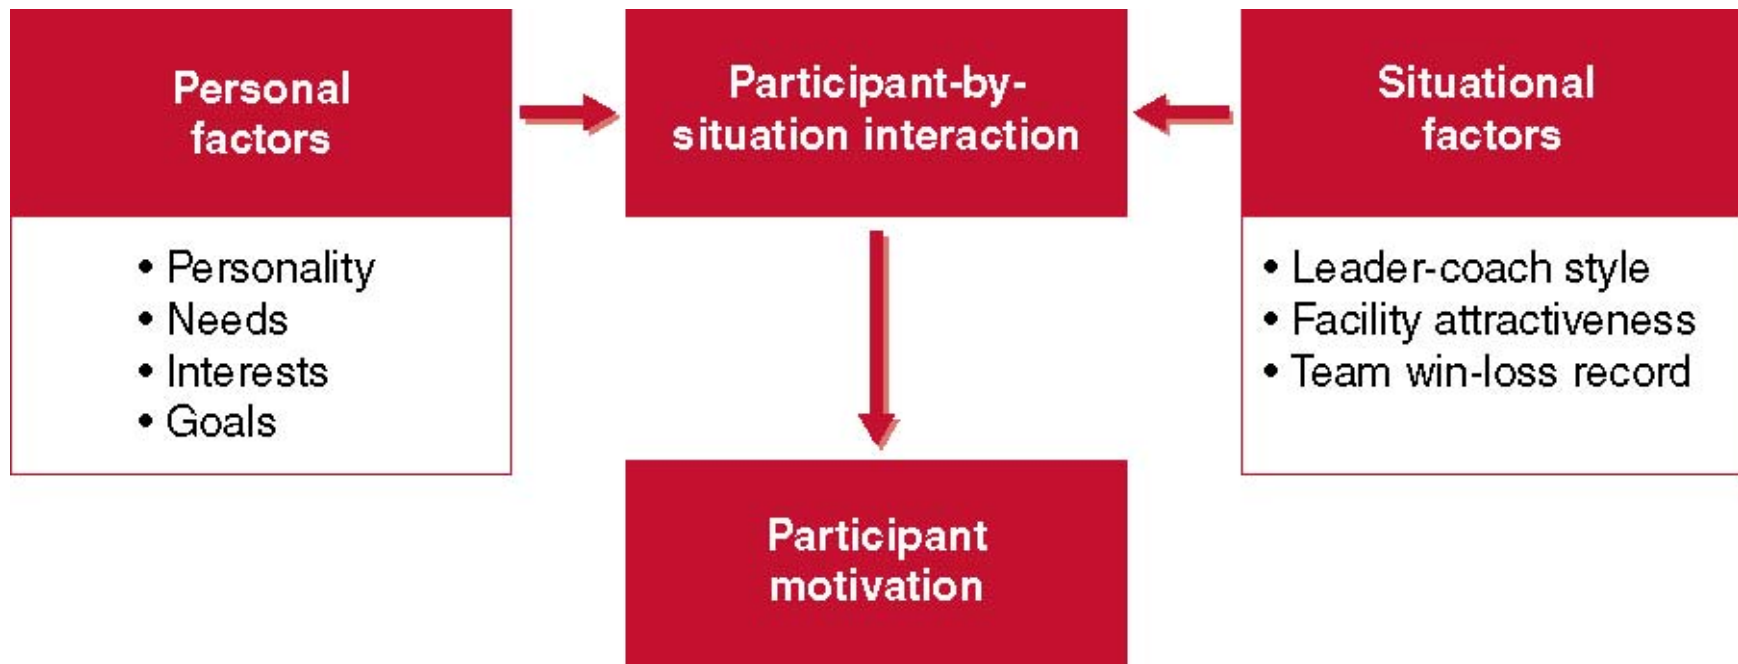 Personal
factors
• Personality
• Needs
• Interests
• Goals
Participant-by-
situation interaction
Situational
factors
• Leader-coach style
• Facility attractiveness
• Team win-loss record
Participant
motivation